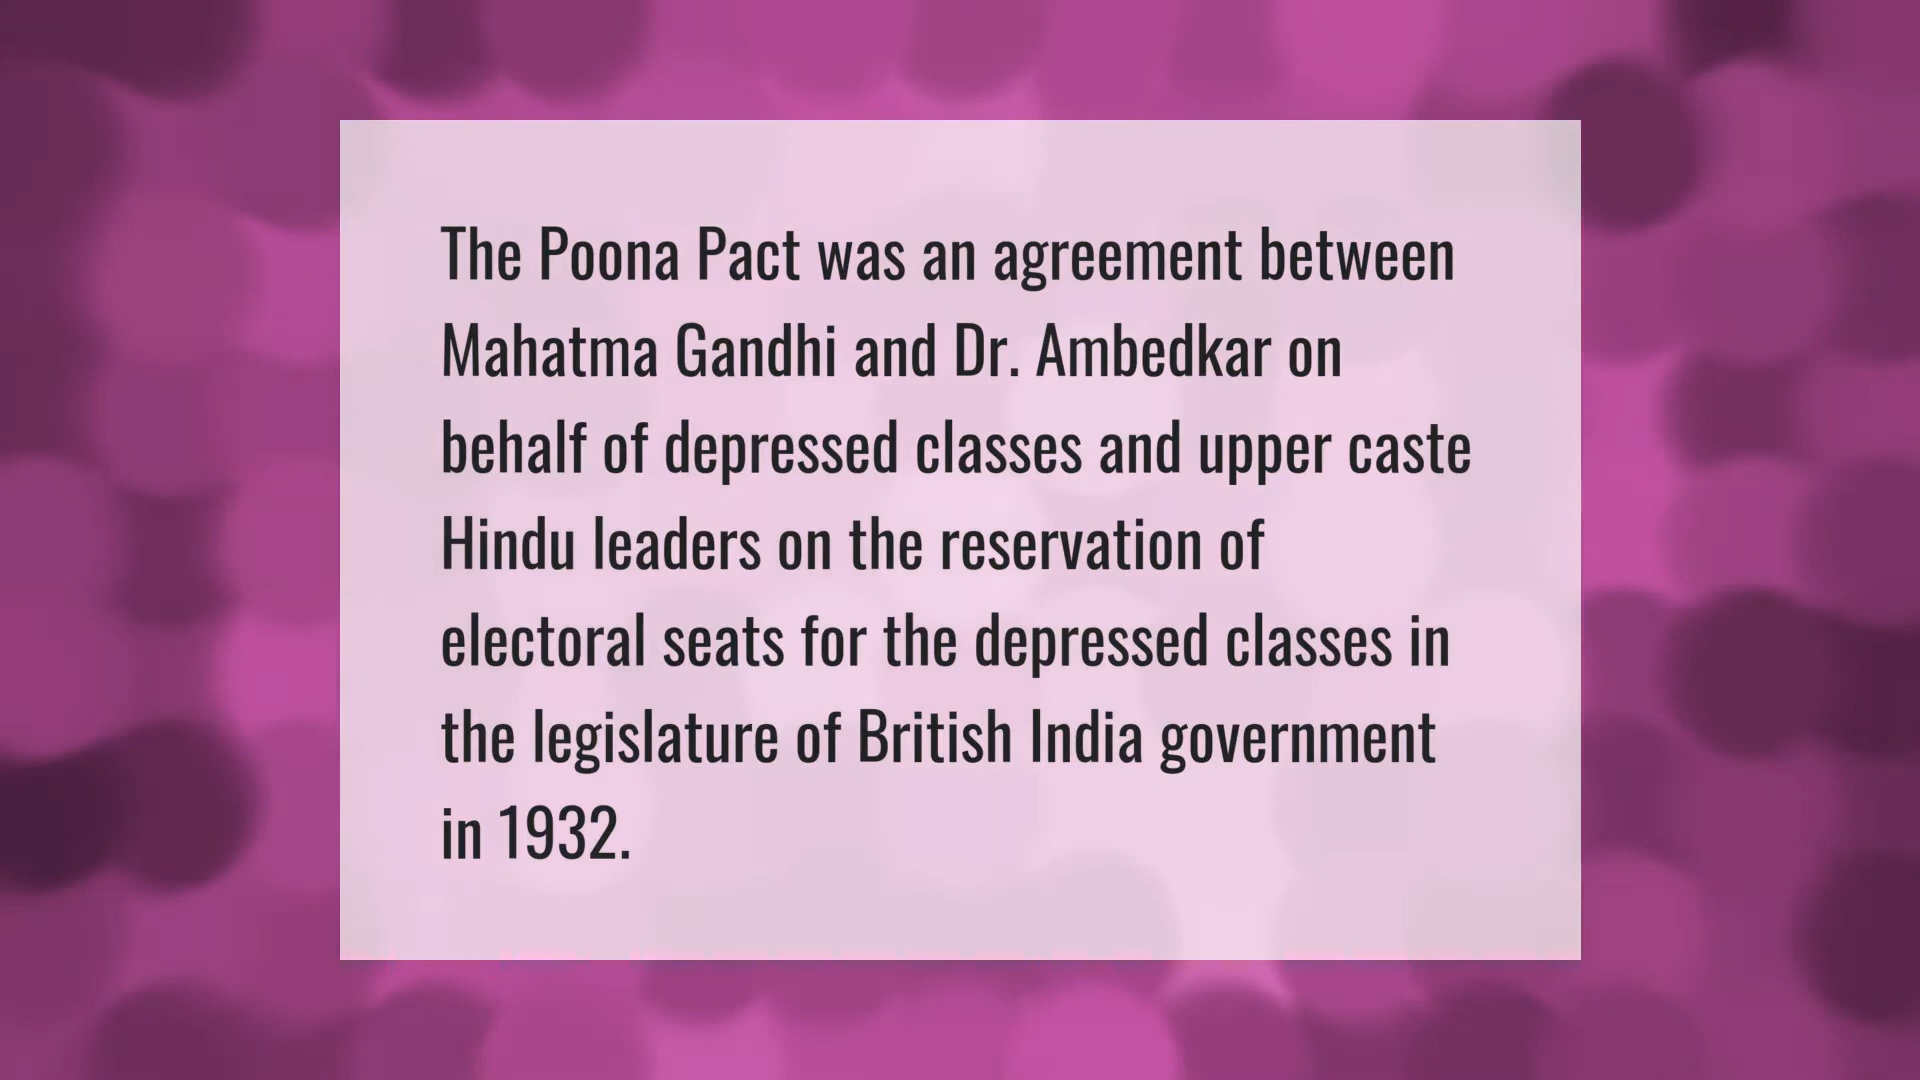 The Poona Pact was an agreement between
Mahatma Gandhi and Dr. Ambedkar on
behalf of depressed classes and upper caste
Hindu leaders on the reservation of
electoral seats for the depressed classes in
the legislature of British India government
in 1932.